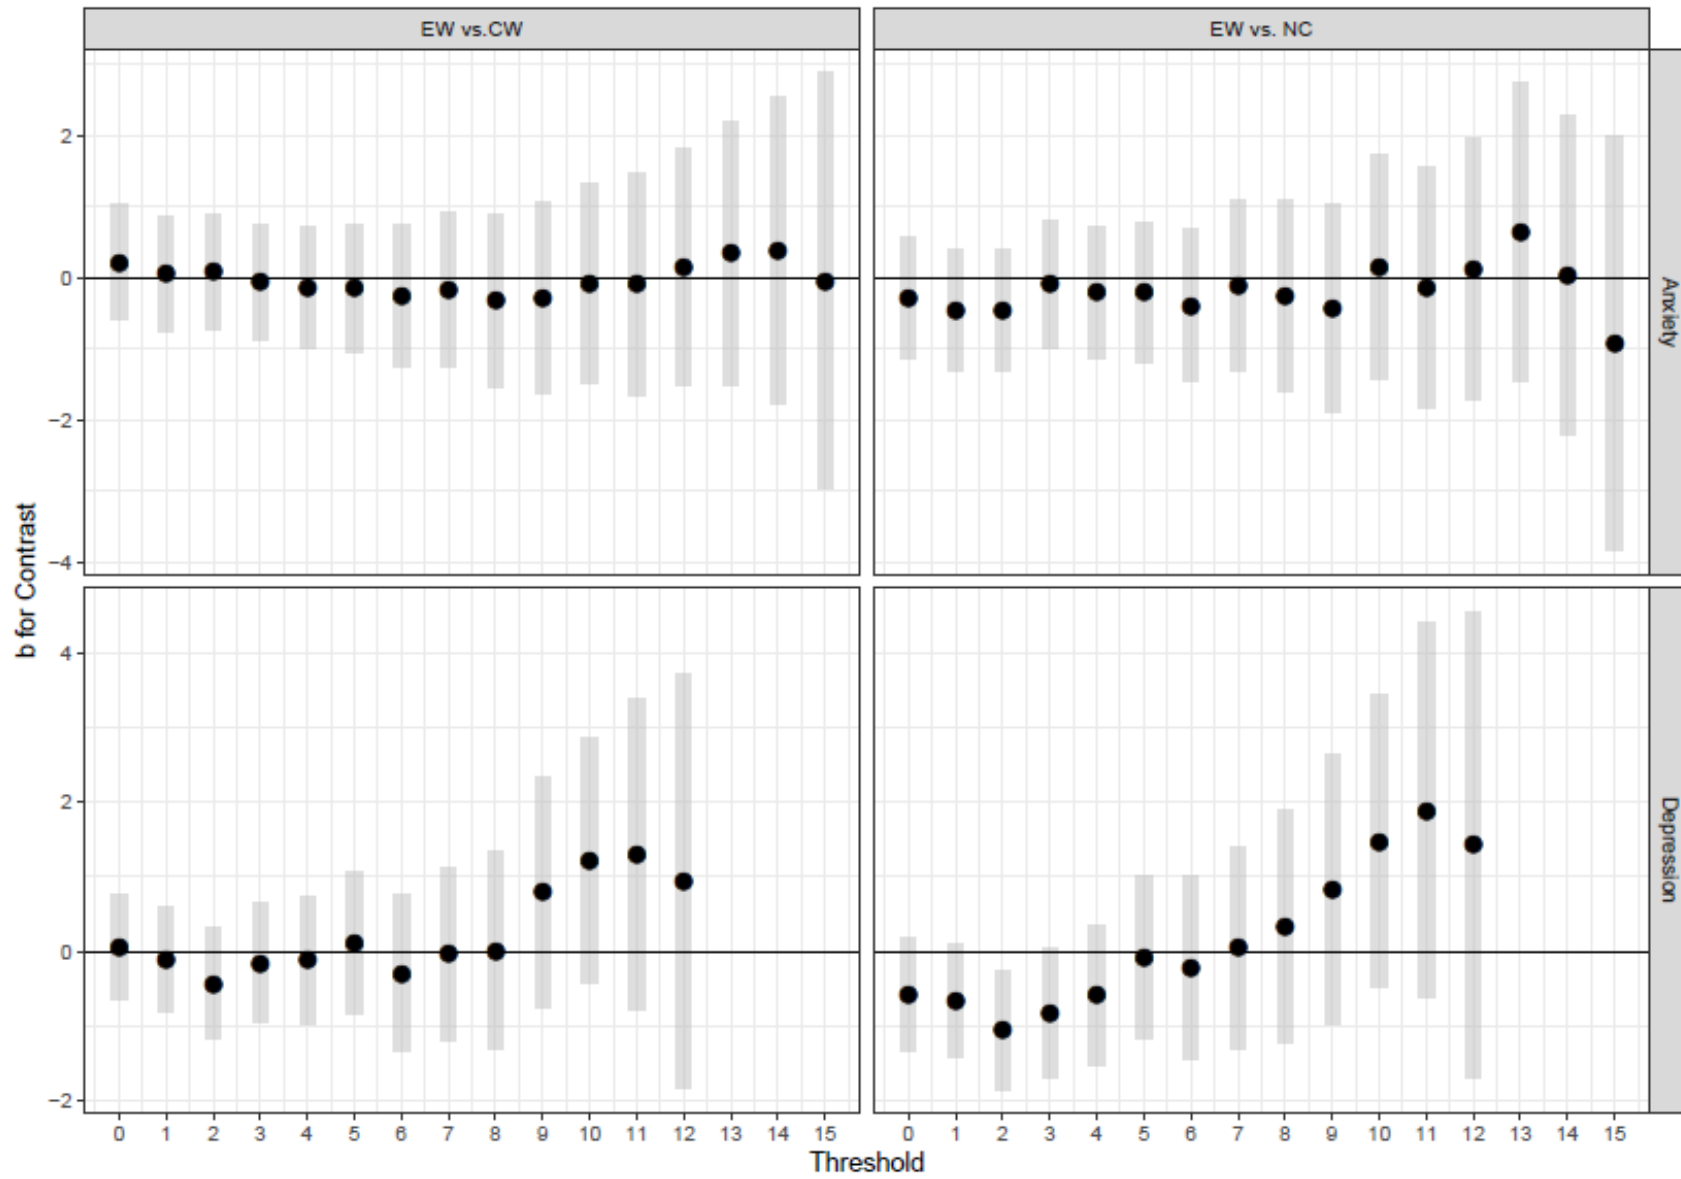 EW vs.CW
EW vs. NC
2
0
−2
−4
Anxiety
b for Contrast
4
2
0
−2
Depression
0 1 2 3 4 5 6 7 8 9 10 11 12 13 14 15
0 1 2 3 4 5 6 7 8 9 10 11 12 13 14 15
Threshold